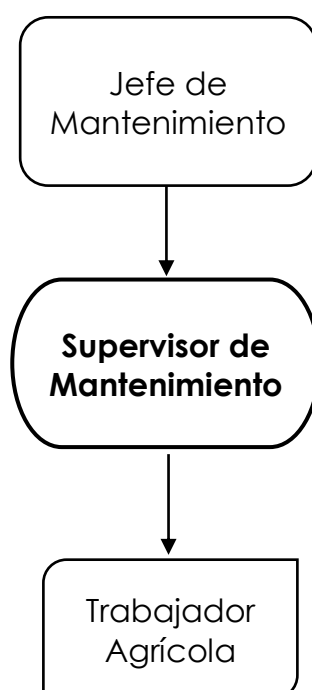 Jefe de
Mantenimiento
Supervisor de
Mantenimiento
Trabajador
Agrícola